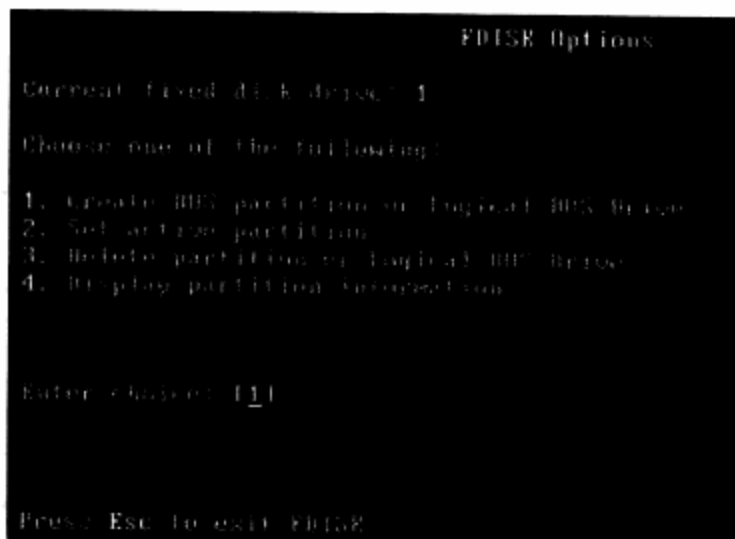 FDISK Options
Current fixed disk drive: 1
Choose one of the following:
1. Create DOS partition or Logical DOS Drive
2. Set active partition
3. Delete partition or Logical DOS Drive
4. Display partition information
Enter choice: [1]
Press Esc to exit FDISK